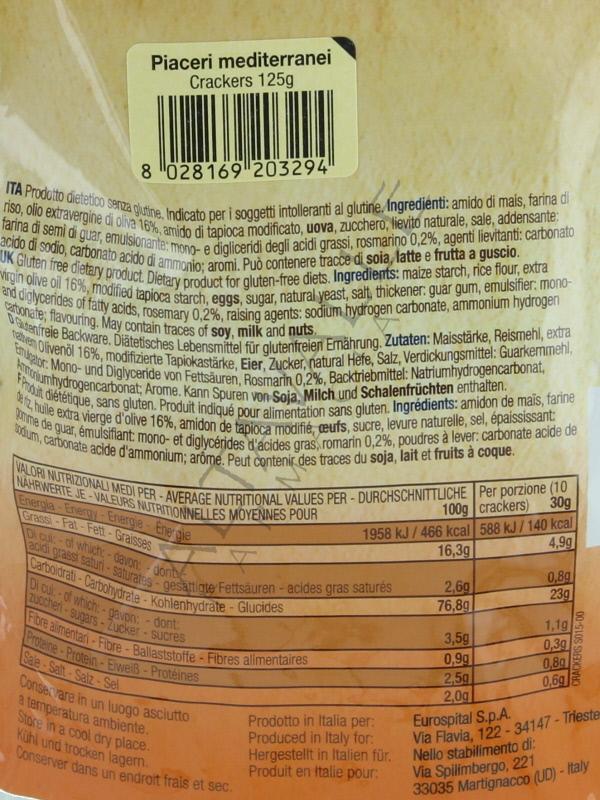 Piaceri mediterranei
Crackers 125g
8 028169 203294
ITA Prodotto dietetico senza glutine. Indicato per i soggetti intolleranti al glutine. Ingredienti: amido di mais, farina di
riso, olio extravergine di oliva 16%, amido di tapioca modificato, uova, zucchero, lievito naturale, sale, addensante:
farina di semi di guar, emulsionante: mono- e digliceridi degli acidi grassi, rosmarino 0,2%, agenti lievitanti: carbonato
acido di sodio, carbonato acido di ammonio; aromi. Può contenere tracce di soia, latte e frutta a guscio.
UK Gluten free dietary product. Dietary product for gluten-free diets. Ingredients: maize starch, rice flour, extra
virgin olive oil 16%, modified tapioca starch, eggs, sugar, natural yeast, salt, thickener: guar gum, emulsifier: mono-
and diglycerides of fatty acids, rosemary 0,2%, raising agents: sodium hydrogen carbonate, ammonium hydrogen
carbonate; flavouring. May contain traces of soy, milk and nuts.
D Glutenfreie Backware. Diätetisches Lebensmittel für glutenfreien Ernährung. Zutaten: Maisstärke, Reismehl, extra
nativem Olivenöl 16%, modifizierte Tapiokastärke, Eier, Zucker, natural Hefe, Salz, Verdickungsmittel: Guarkernmehl,
Emulgator: Mono- und Diglyceride von Fettsäuren, Rosmarin 0,2%, Backtriebmittel: Natriumhydrogencarbonat,
Ammoniumhydrogencarbonat; Arome. Kann Spuren von Soja, Milch und Schalenfrüchten enthalten.
F Produit diététique, sans gluten. Produit indiqué pour alimentation sans gluten. Ingrédients: amidon de maïs, farine
de riz, huile extra vierge d'olive 16%, amidon de tapioca modifié, œufs, sucre, levure naturelle, sel, épaississant:
gomme de guar, émulsifiant: mono- et diglycérides d'acides gras, romarin 0,2%, poudres à lever: carbonate acide de
sodium, carbonate acide d'ammonium; arôme. Peut contenir des traces du soja, lait et fruits à coque.
VALORI NUTRIZIONALI MEDI PER - AVERAGE NUTRITIONAL VALUES PER - DURCHSCHNITTLICHE
NÄHRWERTE JE - VALEURS NUTRITIONNELLES MOYENNES POUR 100g
Per porzione (10
crackers) 30g
Energia - Energy - Energie - Énergie 1958 kJ / 466 kcal 588 kJ / 140 kcal
Grassi - Fat - Fett - Graisses 16,3g 4,9g
Di cui: - of which: - davon: - dont:
acidi grassi saturi - saturates - gesättigte Fettsäuren - acides gras saturés 2,6g 0,8g
Carboidrati - Carbohydrate - Kohlenhydrate - Glucides 76,8g 23g
Di cui: - of which: - davon: - dont:
zuccheri - sugars - Zucker - sucres 3,5g 1,1g
Fibre alimentari - Fibre - Ballaststoffe - Fibres alimentaires 0,9g 0,3g
Proteine - Protein - Eiweiß - Protéines 2,5g 0,8g
Sale - Salt - Salz - Sel 2,0g 0,6g
CRACKERS S015-00
Conservare in un luogo asciutto
a temperatura ambiente.
Store in a cool dry place.
Kühl und trocken lagern.
Conserver dans un endroit frais et sec.
Prodotto in Italia per:
Produced in Italy for:
Hergestellt in Italien für.
Produit en Italie pour:
Eurospital S.p.A.
Via Flavia, 122 - 34147 - Trieste
Nello stabilimento di:
Via Spilimbergo, 221
33035 Martignacco (UD) - Italy